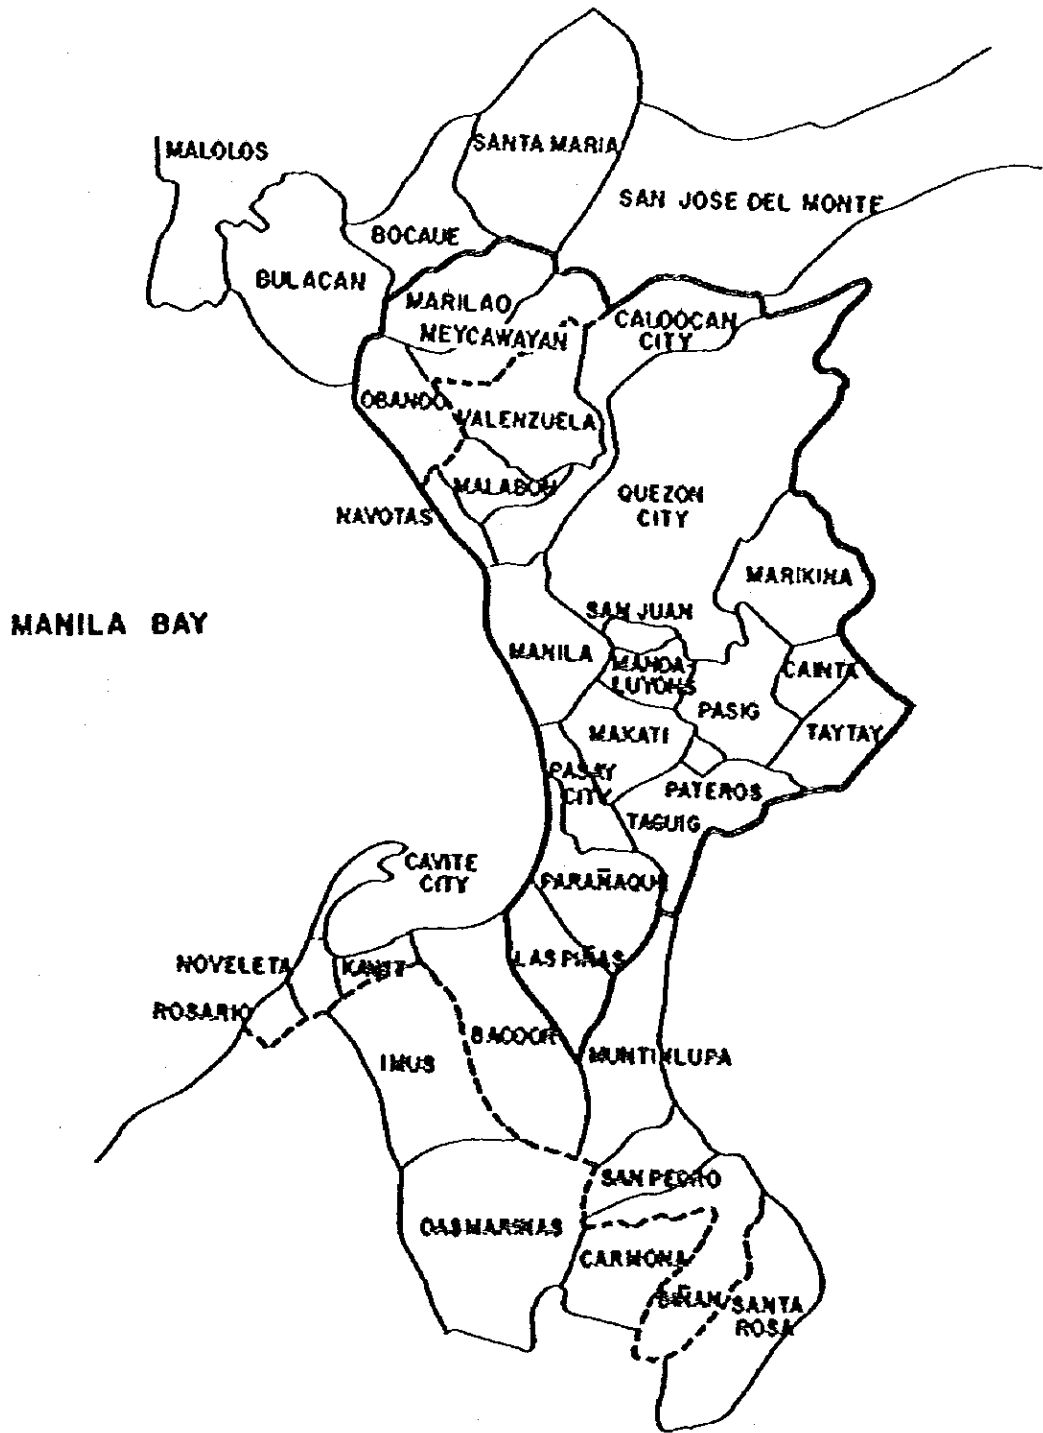 MALOLOS
SANTA MARIA
SAN JOSE DEL MONTE
BOCAUE
BULACAN
MARILAO
MEYCAWAYAN
CALOOCAN
CITY
OBANDO
VALENZUELA
MALABON
NAVOTAS
QUEZON
CITY
MARIKINA
MANILA BAY
SAN JUAN
MANILA
MANDA-
LUYONG
CAINTA
PASIG
MAKATI
TAYTAY
PASAY
CITY
PATEROS
TAGUIG
CAVITE
CITY
PARAÑAQUE
LAS PIÑAS
NOVELETA
KAWIT
ROSARIO
BACOOR
IMUS
MUNTINLUPA
SAN PEDRO
DASMARIÑAS
CARMONA
BIÑAN
SANTA
ROSA